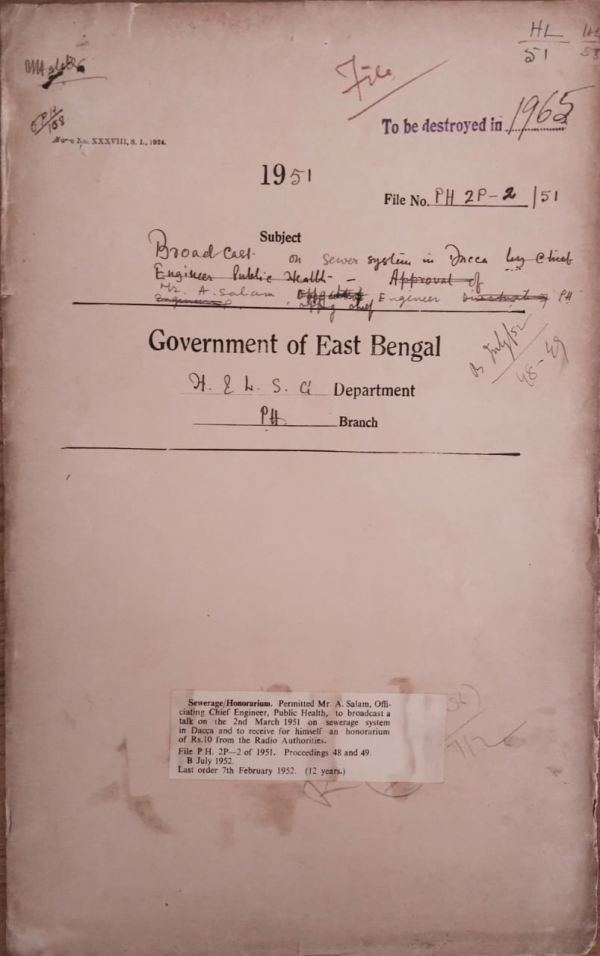 HL
51
File
To be destroyed in 1965
No. XXXVIII, S. L., 1934.
1951
File No. PH 2P-2/51
Subject
Broadcast on sewer system in Dacca by Chief
Engineer Public Health - Approval of
Mr. A. Salam Engineer PH
Government of East Bengal
H. & L. S. G Department
PH Branch
B July/52
48-49
Sewerage/Honorarium. Permitted Mr. A. Salam, Offi-
ciating Chief Engineer, Public Health, to broadcast a
talk on the 2nd March 1951 on sewerage system
in Dacca and to receive for himself an honorarium
of Rs.10 from the Radio Authorities.
File P.H. 2P—2 of 1951. Proceedings 48 and 49.
B July 1952.
Last order 7th February 1952. (12 years.)